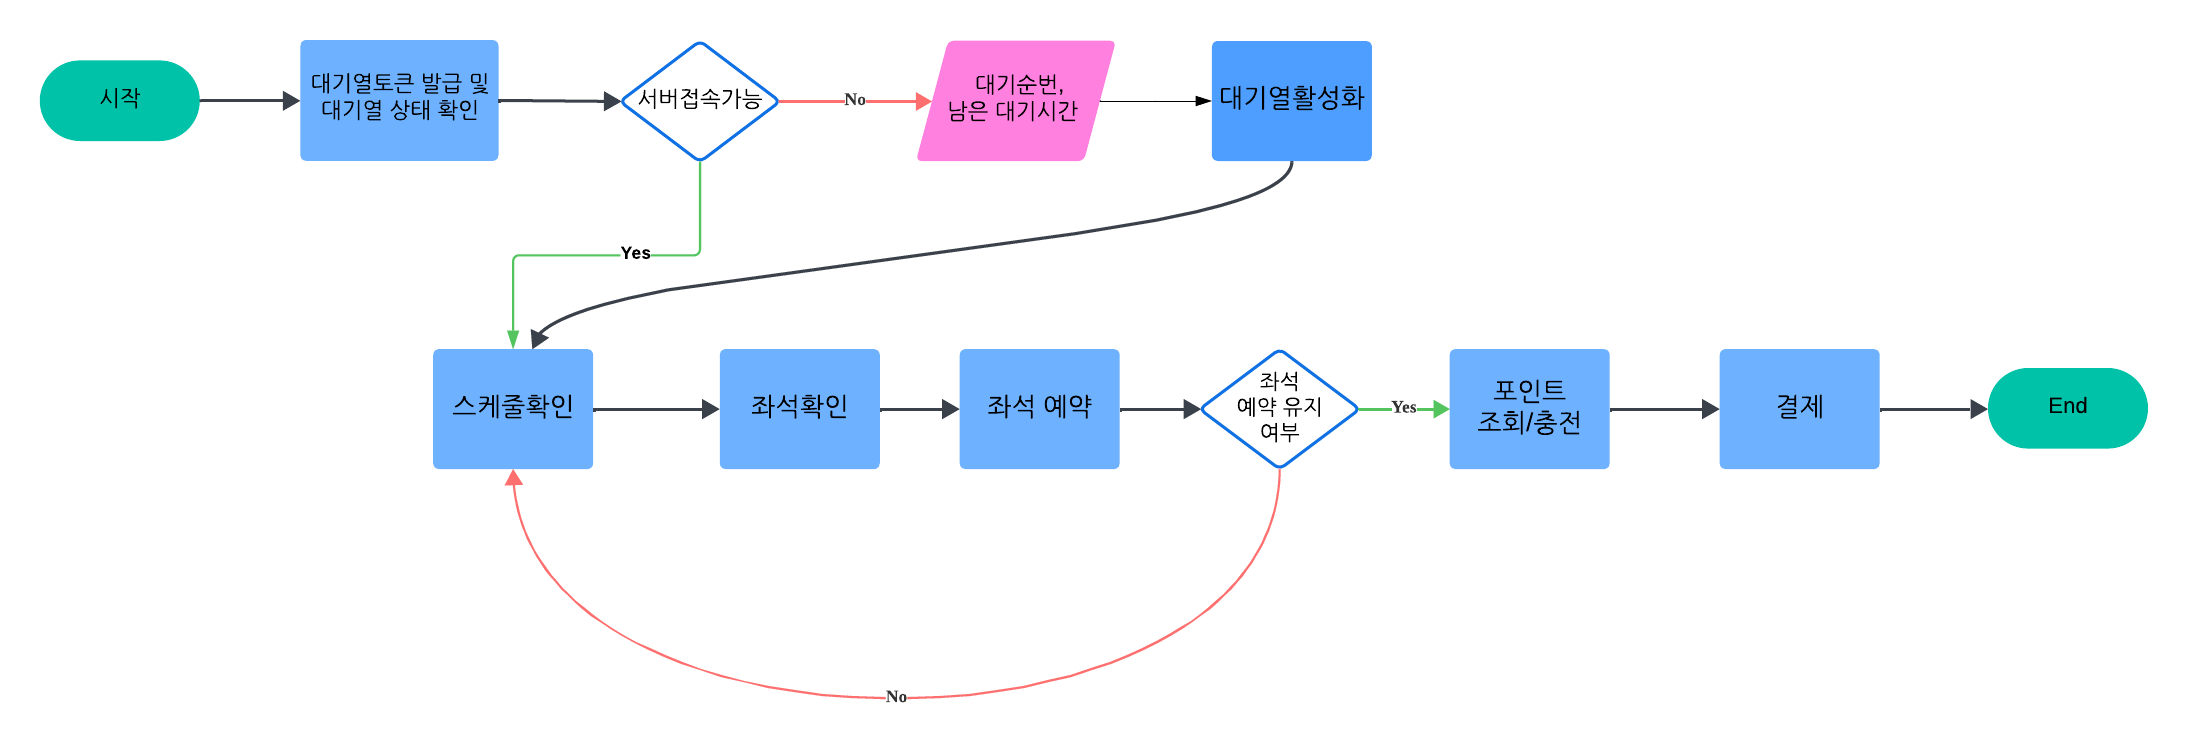 시작
대기열토큰 발급 및
대기열 상태 확인
서버접속가능
No
대기순번,
남은 대기시간
대기열활성화
Yes
스케줄확인
좌석확인
좌석 예약
좌석
예약 유지
여부
Yes
포인트
조회/충전
결제
End
No